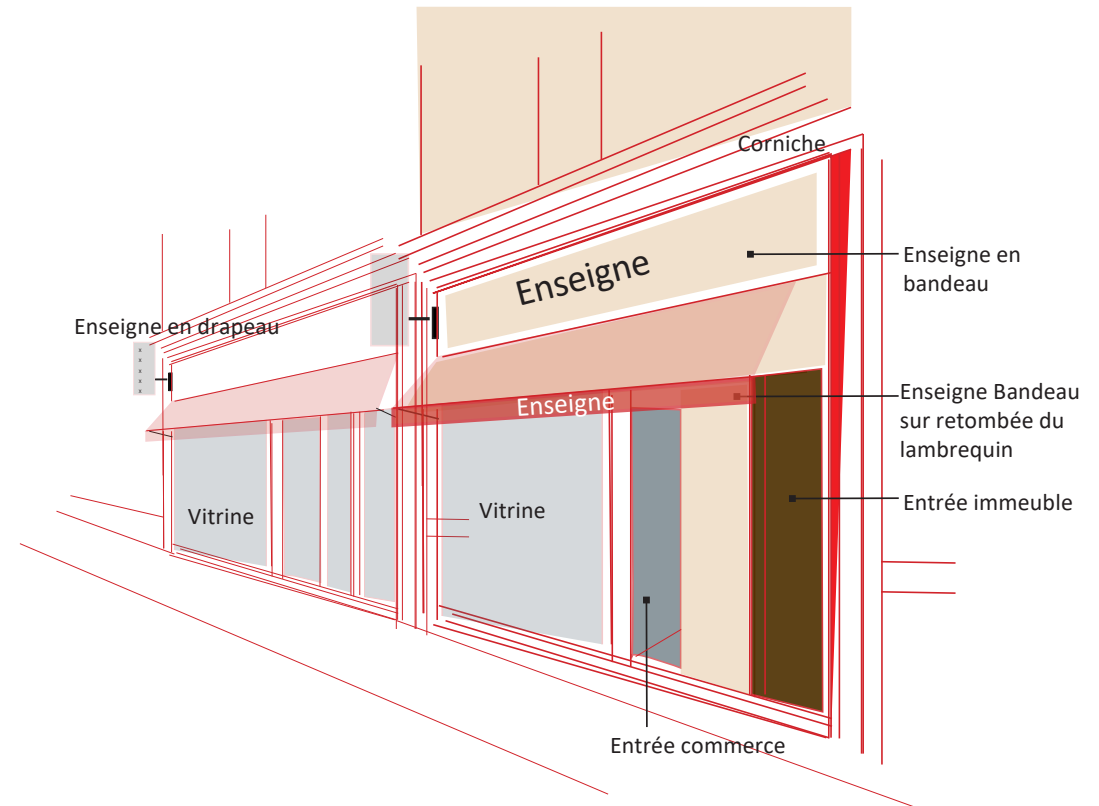 Corniche
Enseigne en
bandeau
Enseigne
Enseigne en drapeau
x
x
x
x
x
Enseigne
Enseigne Bandeau
sur retombée du
lambrequin
Entrée immeuble
Vitrine
Vitrine
Entrée commerce